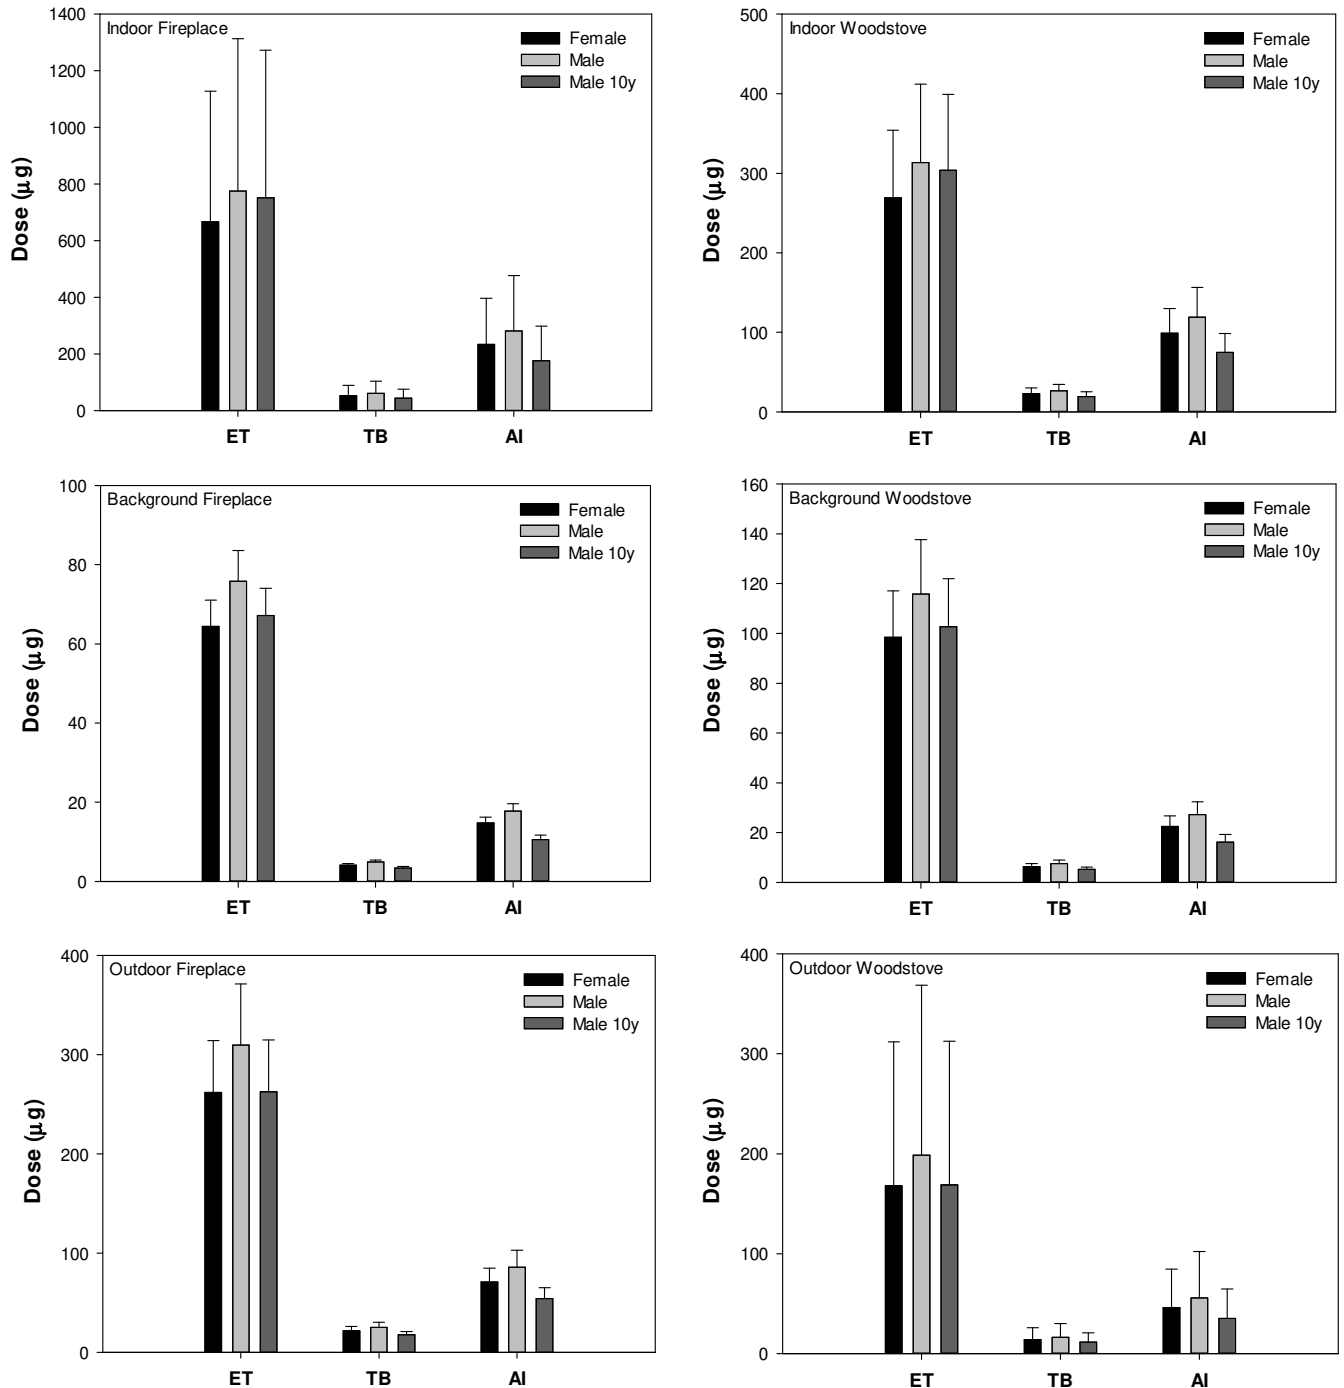 Indoor Fireplace
Female
Male
Male 10y
Dose (μg)
1400
1200
1000
800
600
400
200
0
ET TB AI
Indoor Woodstove
Female
Male
Male 10y
Dose (μg)
500
400
300
200
100
0
ET TB AI
Background Fireplace
Female
Male
Male 10y
Dose (μg)
100
80
60
40
20
0
ET TB AI
Background Woodstove
Female
Male
Male 10y
Dose (μg)
160
140
120
100
80
60
40
20
0
ET TB AI
Outdoor Fireplace
Female
Male
Male 10y
Dose (μg)
400
300
200
100
0
ET TB AI
Outdoor Woodstove
Female
Male
Male 10y
Dose (μg)
400
300
200
100
0
ET TB AI